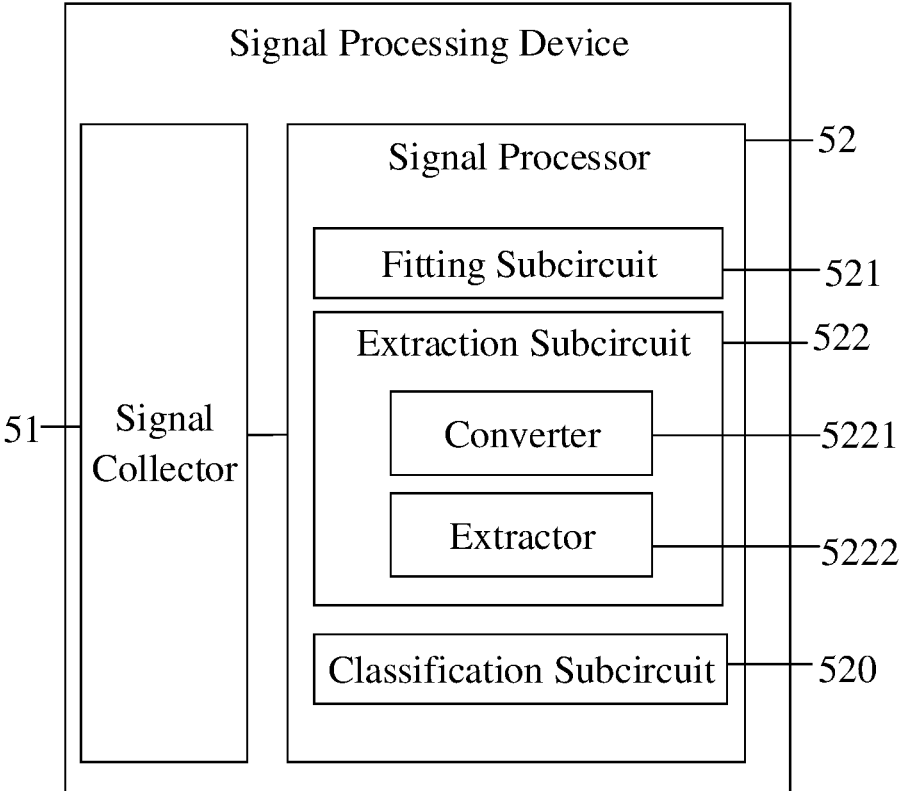 Signal Processing Device
52
Signal Processor
Fitting Subcircuit
521
Extraction Subcircuit
522
51
Signal
Collector
Converter
5221
Extractor
5222
Classification Subcircuit
520